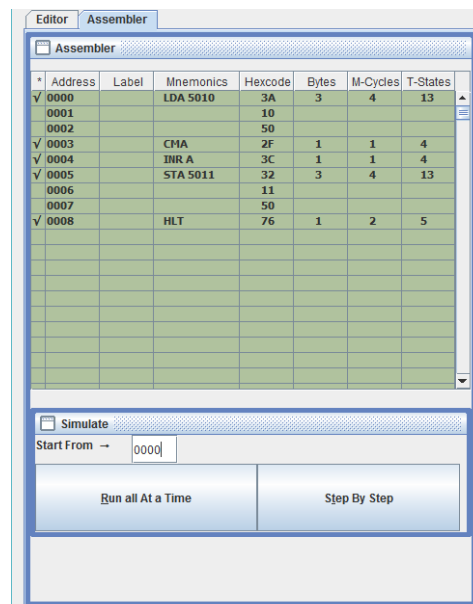 Editor Assembler
Assembler
* Address Label Mnemonics Hexcode Bytes M-Cycles T-States
√ 0000 LDA 5010 3A 3 4 13
0001 10
0002 50
√ 0003 CMA 2F 1 1 4
√ 0004 INR A 3C 1 1 4
√ 0005 STA 5011 32 3 4 13
0006 11
0007 50
√ 0008 HLT 76 1 2 5
Simulate
Start From → 0000
Run all At a Time Step By Step